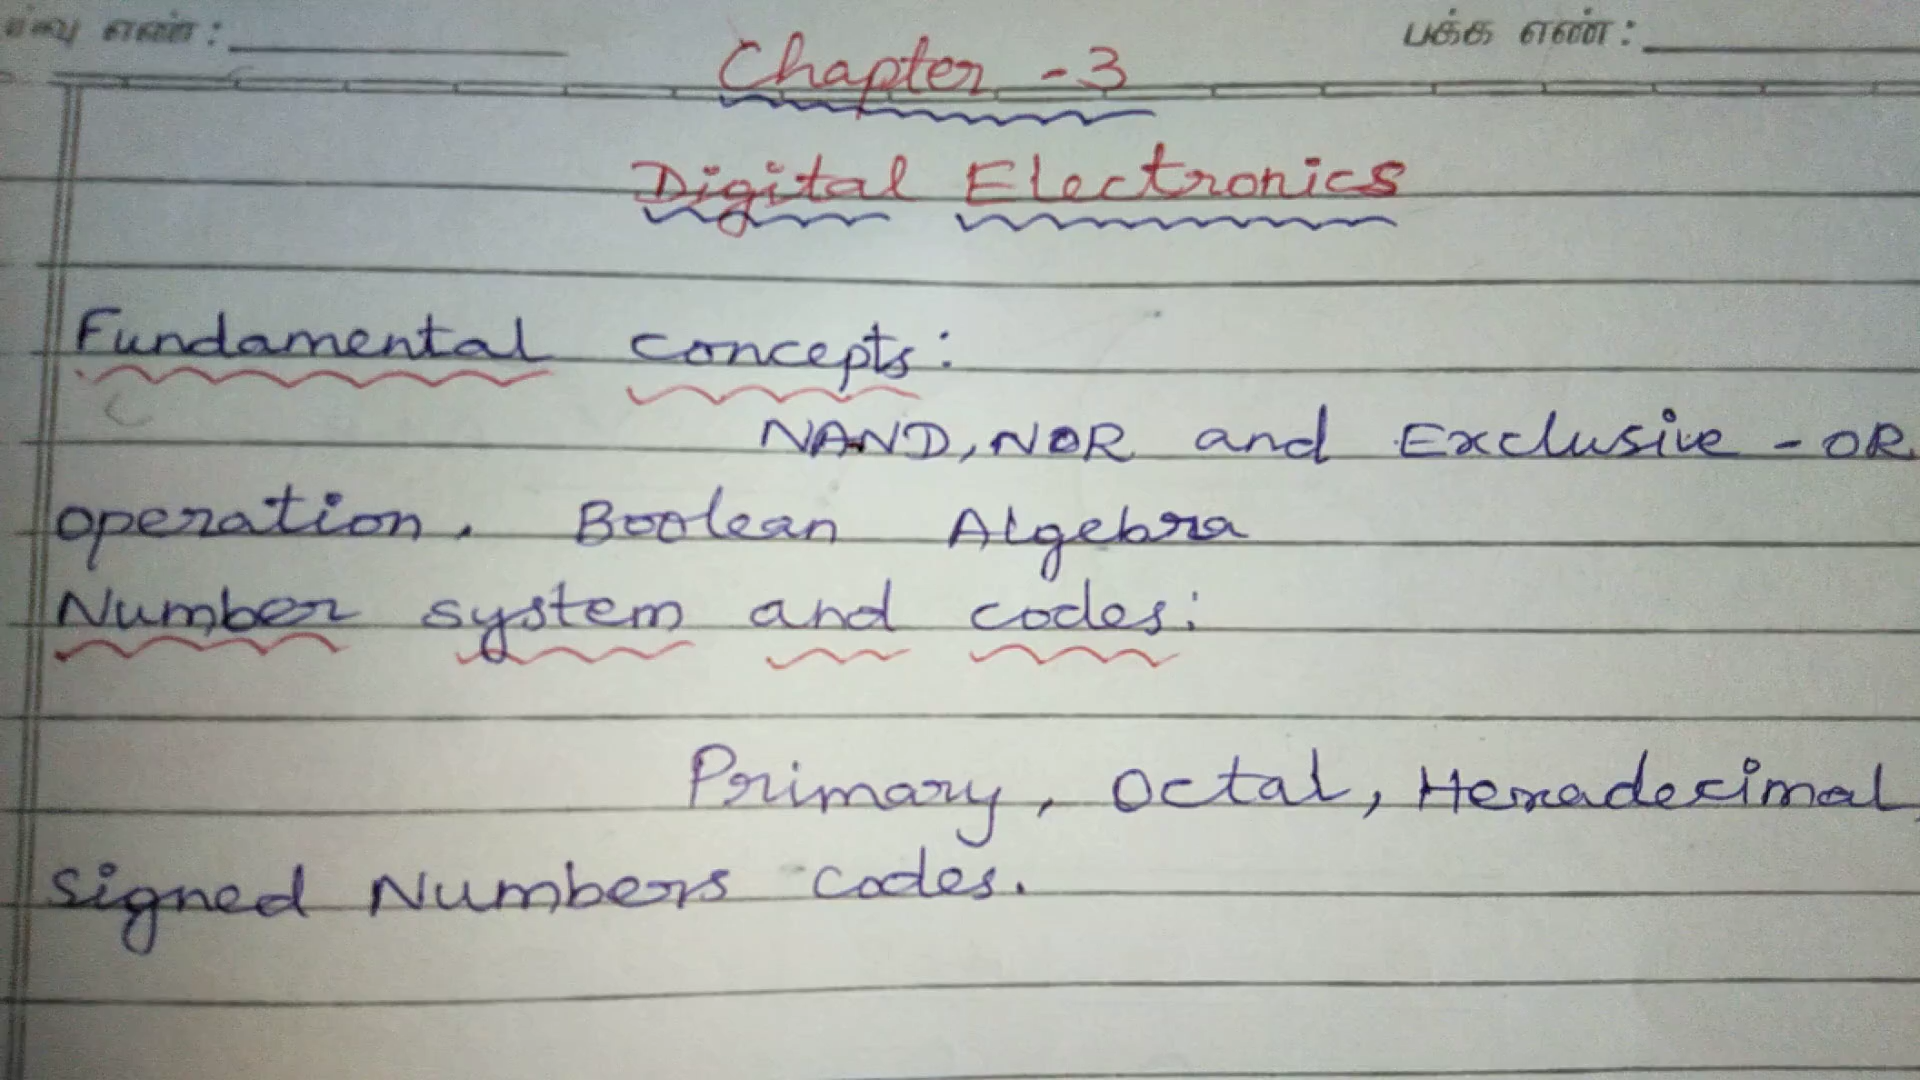 எண்: பக்க எண்:
Chapter -3
Digital Electronics
Fundamental concepts:
NAND, NOR and Exclusive - OR
operation. Boolean Algebra
Number system and codes:
Primary, Octal, Hexadecimal,
signed Numbers codes.